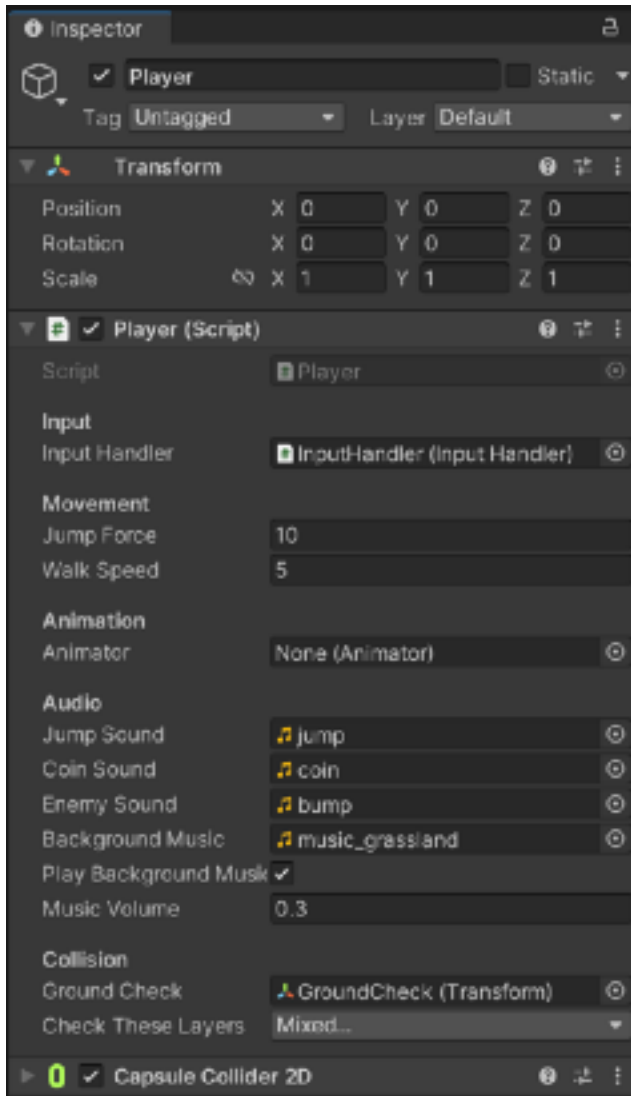 Inspector
Player Static
Tag Untagged Layer Default
Transform
Position X 0 Y 0 Z 0
Rotation X 0 Y 0 Z 0
Scale X 1 Y 1 Z 1
# Player (Script)
Script # Player
Input
Input Handler # InputHandler (Input Handler)
Movement
Jump Force 10
Walk Speed 5
Animation
Animator None (Animator)
Audio
Jump Sound jump
Coin Sound coin
Enemy Sound bump
Background Music music_grassland
Play Background Music
Music Volume 0.3
Collision
Ground Check GroundCheck (Transform)
Check These Layers Mixed...
Capsule Collider 2D